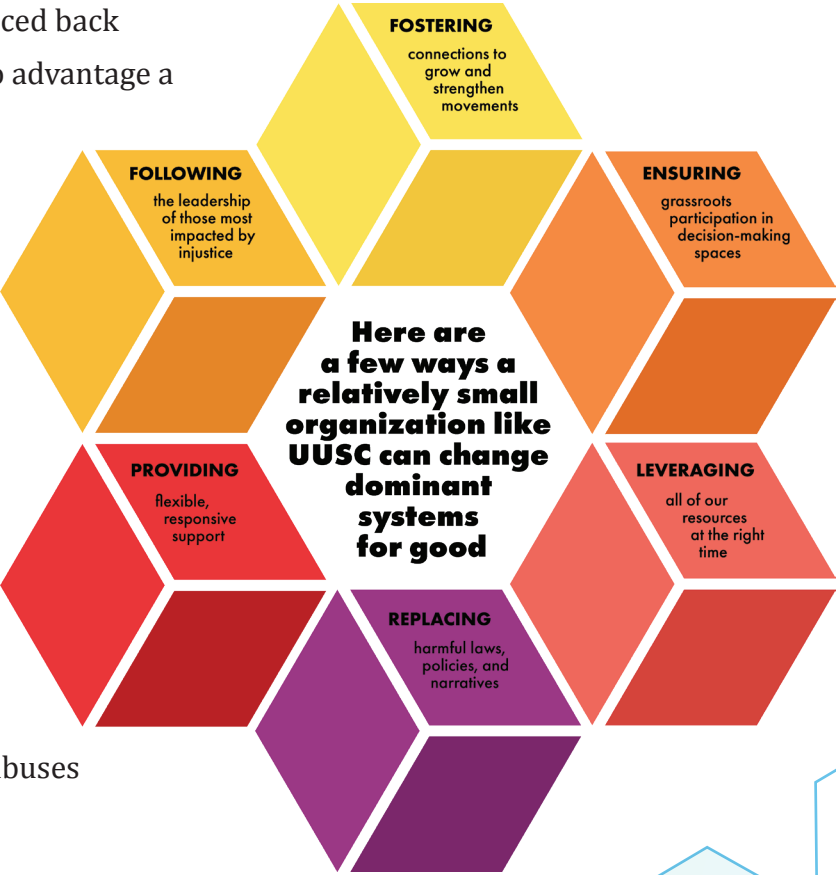 ced back
advantage a
FOSTERING
connections to
grow and
strengthen
movements
FOLLOWING
the leadership
of those most
impacted by
injustice
ENSURING
grassroots
participation in
decision-making
spaces
Here are
a few ways a
relatively small
organization like
UUSC can change
dominant
systems
for good
PROVIDING
flexible,
responsive
support
LEVERAGING
all of our
resources
at the right
time
REPLACING
harmful laws,
policies, and
narratives
buses